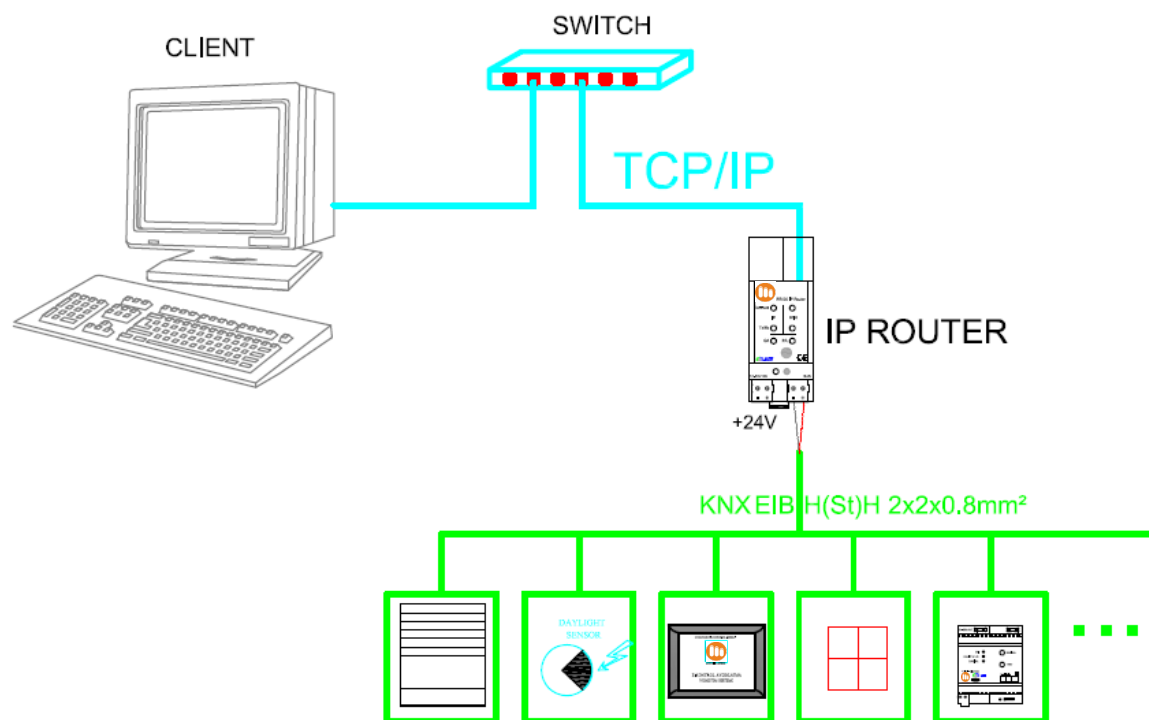 SWITCH
CLIENT
TCP/IP
IP ROUTER
+24V
KNX EIB H(St)H 2x2x0.8mm²
DAYLIGHT
SENSOR